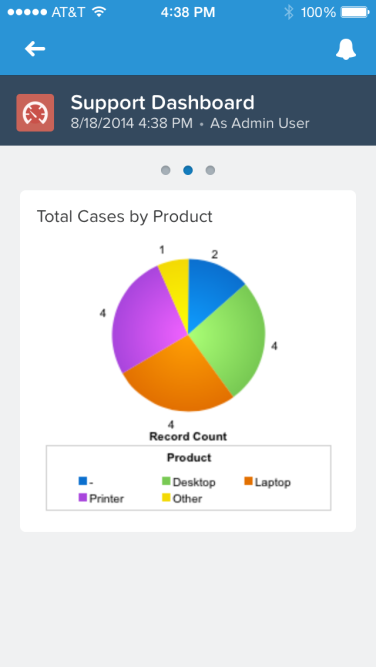 AT&T 4:38 PM 100%
Support Dashboard
8/18/2014 4:38 PM • As Admin User
Total Cases by Product
1 2
4
4
4
Record Count
Product
- Desktop Laptop
Printer Other